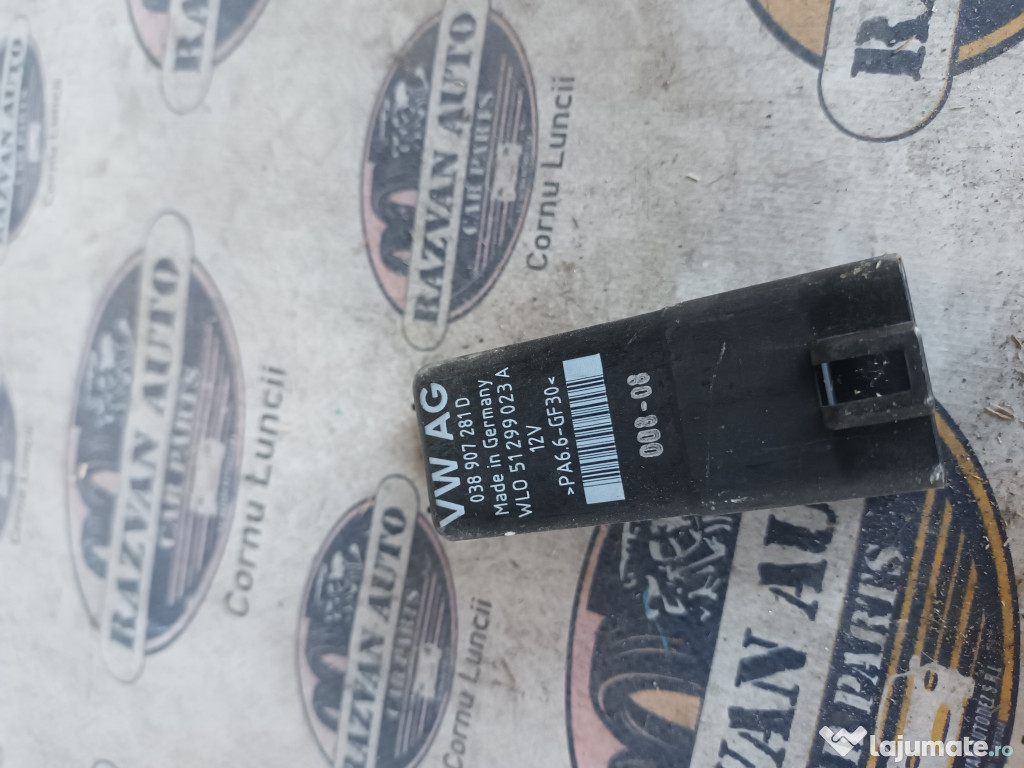 VW AG
038 907 281 D
Made in Germany
WLO 51 299 023 A
12V
>PA6.6-GF30<
008-08
RAZVAN AUTO
CAR PARTS
Cornu Luncii
RAZVAN AUTO
CAR PARTS
Cornu Luncii
RAZVAN AUTO
CAR PARTS
Cornu Luncii
PARTS
lajumate.ro